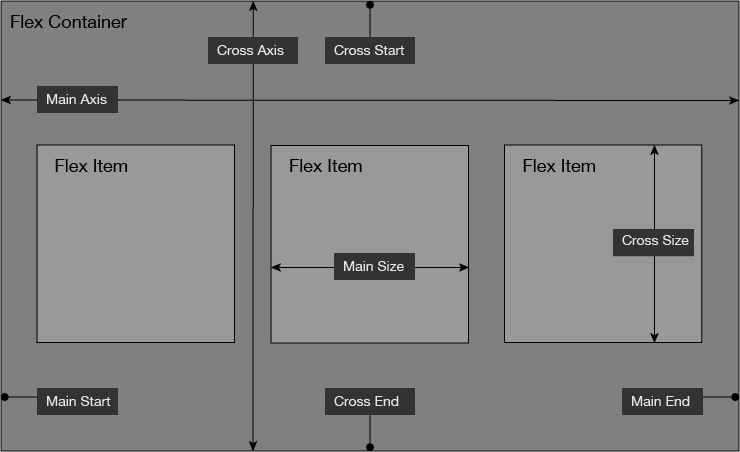 Flex Container
Cross Axis
Cross Start
Main Axis
Flex Item
Flex Item
Flex Item
Cross Size
Main Size
Main Start
Cross End
Main End